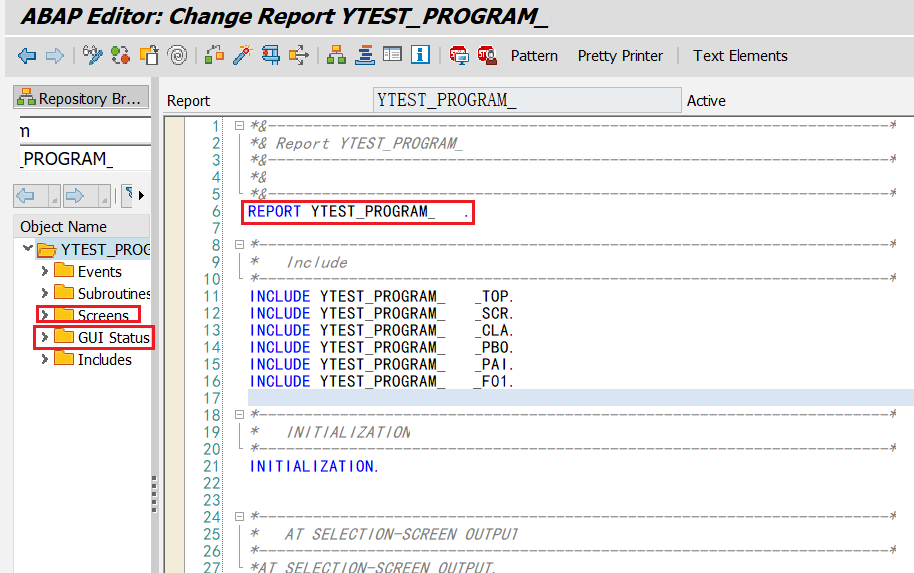 ABAP Editor: Change Report YTEST_PROGRAM_
Pattern Pretty Printer Text Elements
Repository Br...
Report YTEST_PROGRAM_ Active
m
_PROGRAM_
Object Name
YTEST_PROG
Events
Subroutines
Screens
GUI Status
Includes
1 *&---------------------------------------------------------------------*
2 *& Report YTEST_PROGRAM_
3 *&---------------------------------------------------------------------*
4 *&
5 *&---------------------------------------------------------------------*
6 REPORT YTEST_PROGRAM_ .
7
8 *----------------------------------------------------------------------*
9 * Include
10 *----------------------------------------------------------------------*
11 INCLUDE YTEST_PROGRAM_ _TOP.
12 INCLUDE YTEST_PROGRAM_ _SCR.
13 INCLUDE YTEST_PROGRAM_ _CLA.
14 INCLUDE YTEST_PROGRAM_ _PBO.
15 INCLUDE YTEST_PROGRAM_ _PAI.
16 INCLUDE YTEST_PROGRAM_ _F01.
17
18 *----------------------------------------------------------------------*
19 * INITIALIZATION
20 *----------------------------------------------------------------------*
21 INITIALIZATION.
22
23
24 *----------------------------------------------------------------------*
25 * AT SELECTION-SCREEN OUTPUT
26 *----------------------------------------------------------------------*
27 *AT SELECTION-SCREEN OUTPUT.